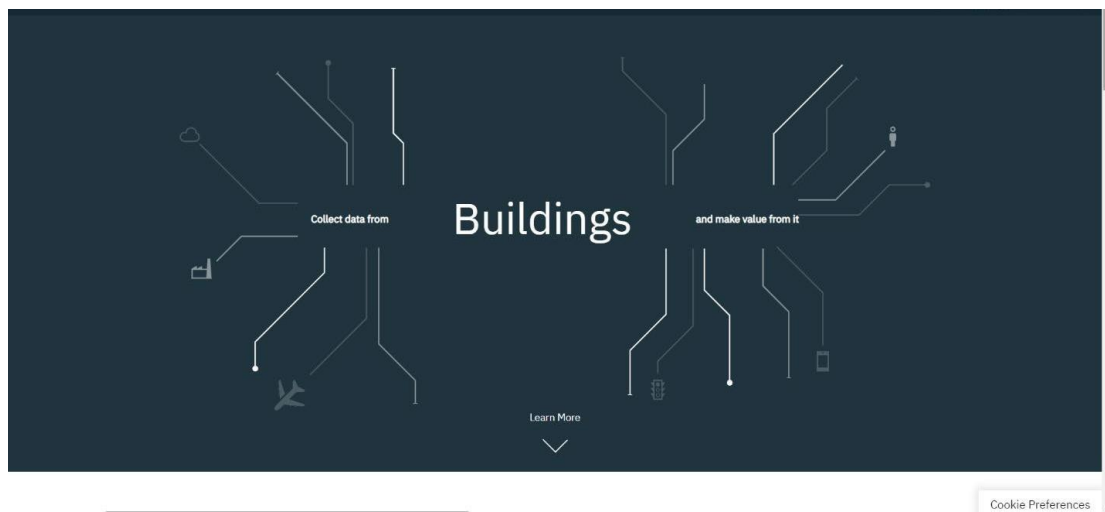 Collect data from Buildings and make value from it
Learn More
Cookie Preferences